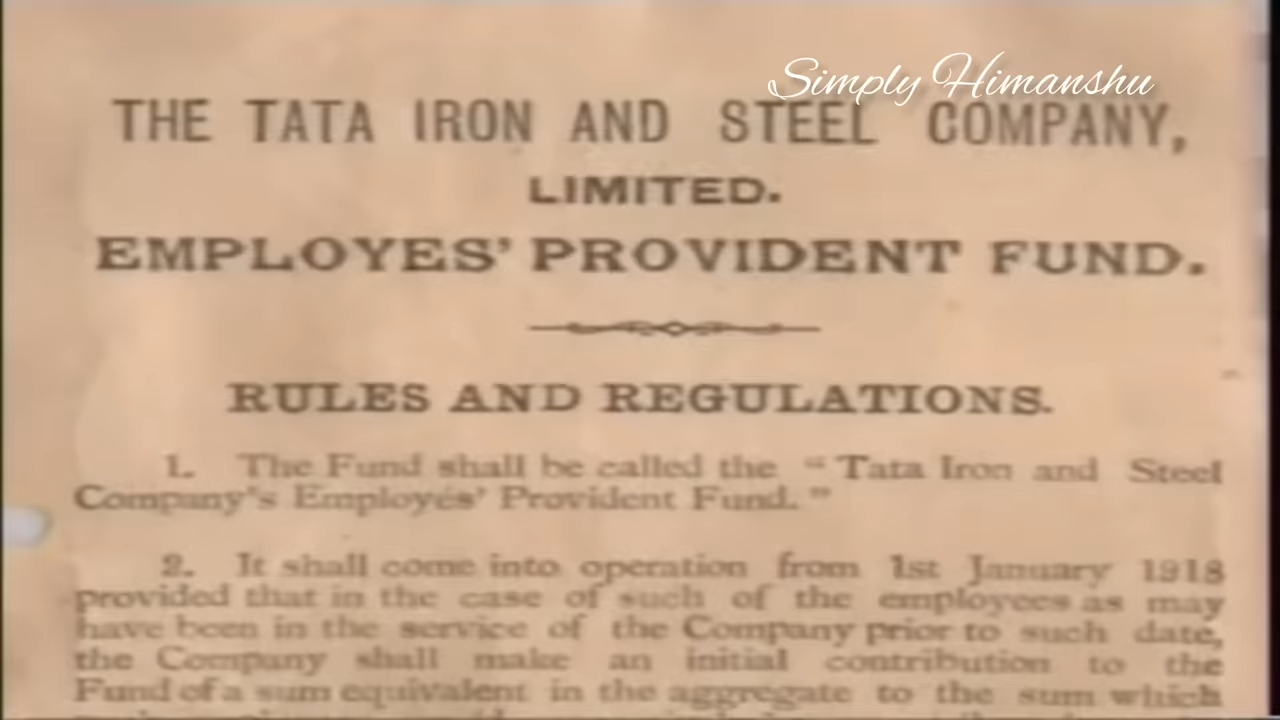 Simply Himanshu
THE TATA IRON AND STEEL COMPANY,
LIMITED.
EMPLOYES' PROVIDENT FUND.
RULES AND REGULATIONS.
1. The Fund shall be called the “Tata Iron and Steel
Company's Employés' Provident Fund.”
2. It shall come into operation from 1st January 1918
provided that in the case of such of the employees as may
have been in the service of the Company prior to such date,
the Company shall make an initial contribution to the
Fund of a sum equivalent in the aggregate to the sum which